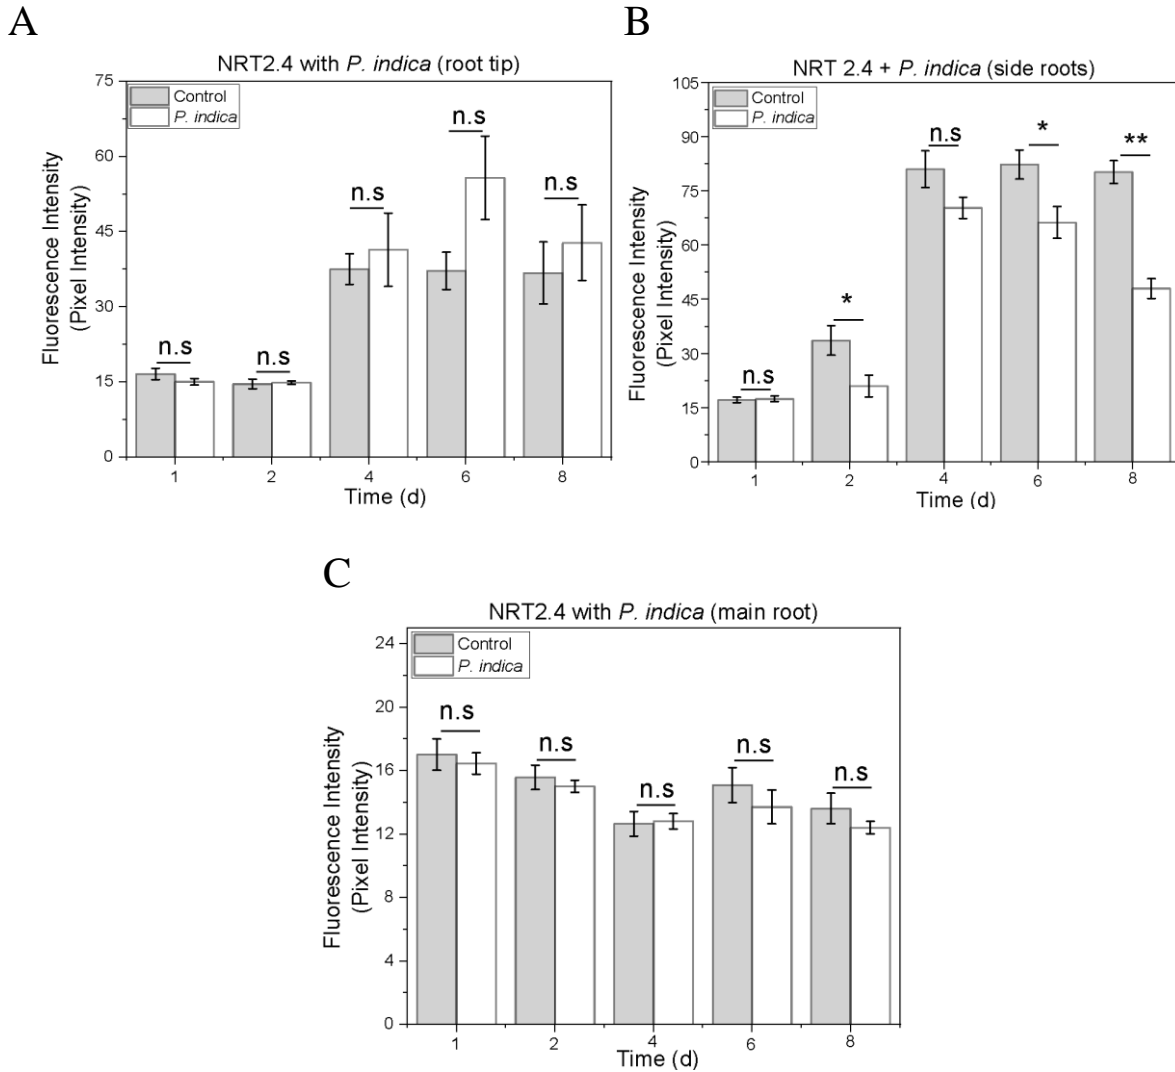 A
NRT2.4 with P. indica (root tip)
75
60
45
30
15
0
Fluorescence Intensity
(Pixel Intensity)
Control
P. indica
n.s
n.s
n.s
n.s
n.s
1 2 4 6 8
Time (d)
B
NRT 2.4 + P. indica (side roots)
105
90
75
60
45
30
15
0
Fluorescence Intensity
(Pixel Intensity)
Control
P. indica
n.s
*
n.s
*
**
1 2 4 6 8
Time (d)
C
NRT2.4 with P. indica (main root)
24
20
16
12
8
4
0
Fluorescence Intensity
(Pixel Intensity)
Control
P. indica
n.s
n.s
n.s
n.s
n.s
1 2 4 6 8
Time (d)